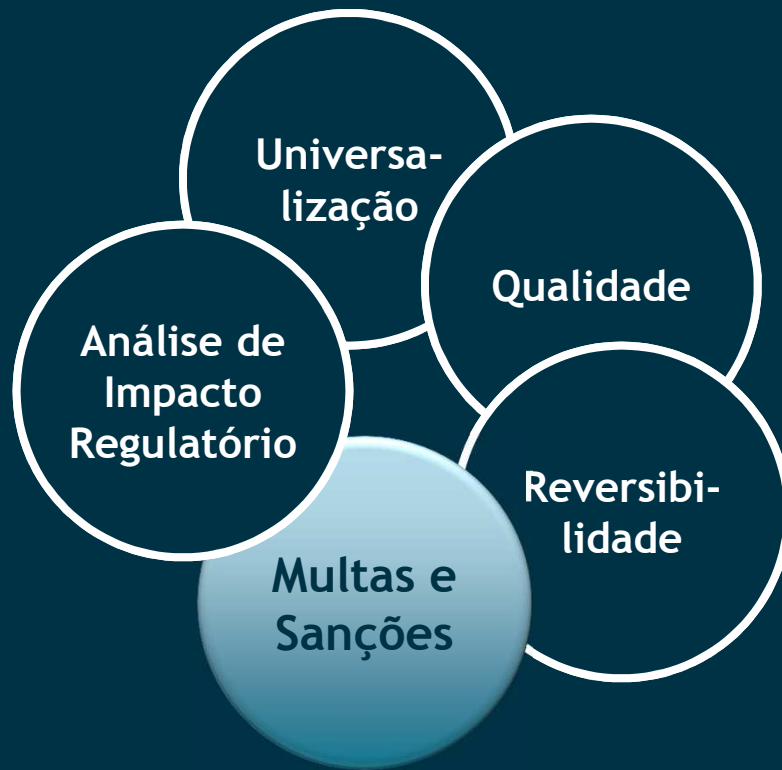 Universa-
lização
Qualidade
Análise de
Impacto
Regulatório
Reversibi-
lidade
Multas e
Sanções